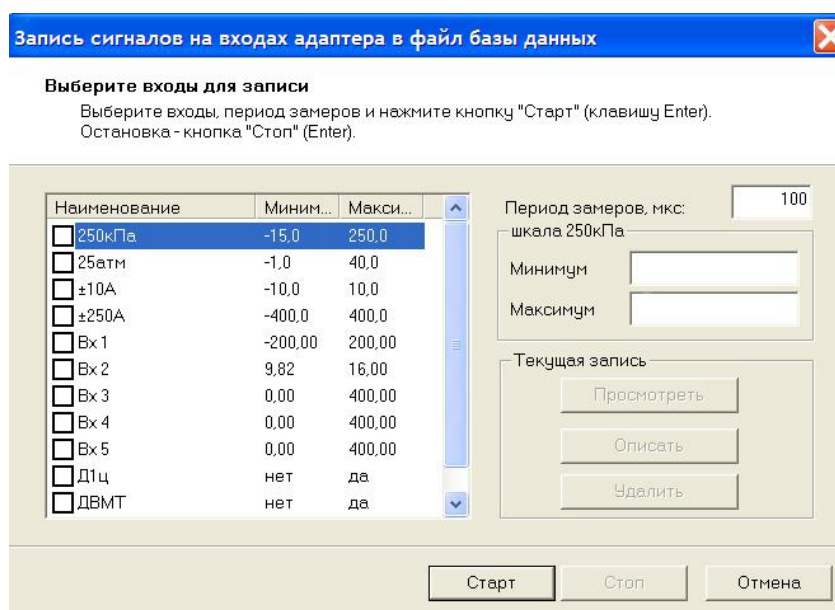 Запись сигналов на входах адаптера в файл базы данных
Выберите входы для записи
Выберите входы, период замеров и нажмите кнопку "Старт" (клавишу Enter).
Остановка - кнопка "Стоп" (Enter).
Наименование Миним... Макси...
250кПа -15,0 250,0
25атм -1,0 40,0
±10А -10,0 10,0
±250А -400,0 400,0
Вх 1 -200,00 200,00
Вх 2 9,82 16,00
Вх 3 0,00 400,00
Вх 4 0,00 400,00
Вх 5 0,00 400,00
Д1ц нет да
ДВМТ нет да
Период замеров, мкс: 100
шкала 250кПа
Минимум
Максимум
Текущая запись
Просмотреть
Описать
Удалить
Старт Стоп Отмена